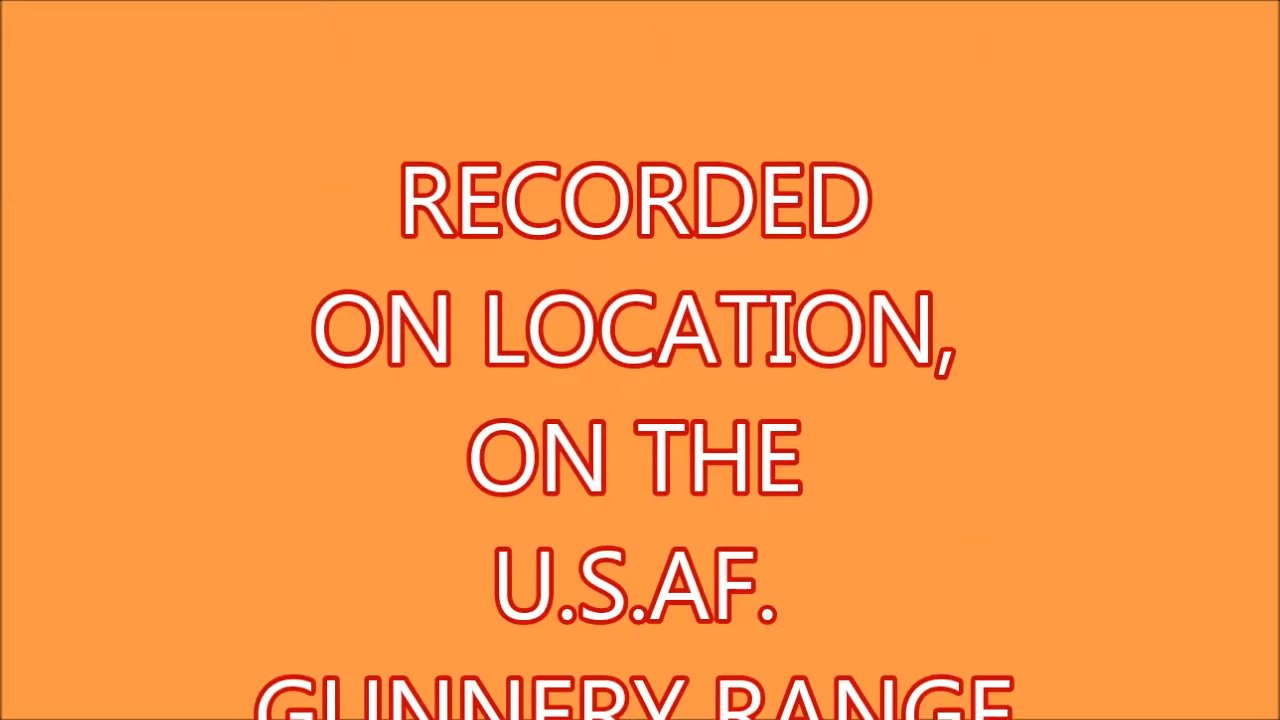 RECORDED
ON LOCATION,
ON THE
U.S.AF.
GUNNERY RANGE